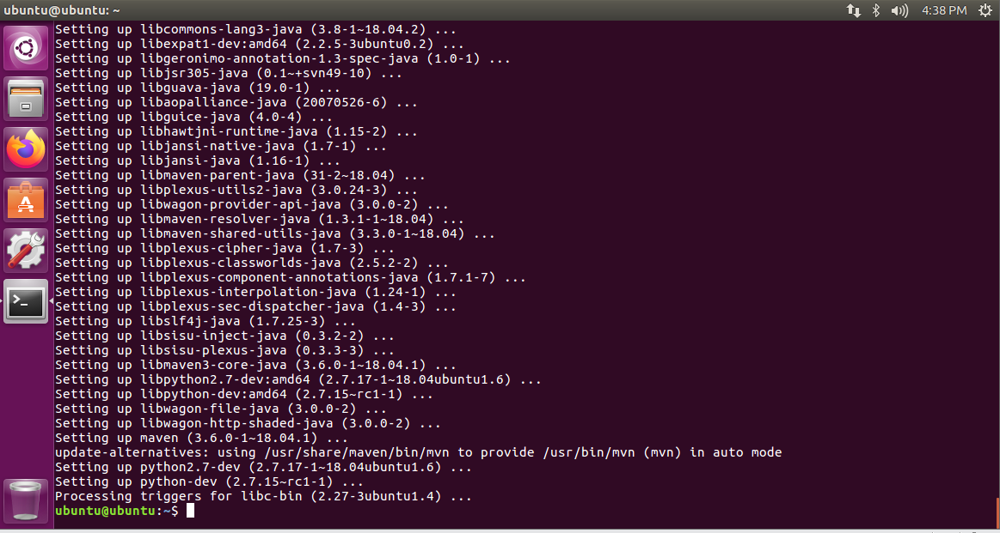 ubuntu@ubuntu: ~
4:38 PM
Setting up libcommons-lang3-java (3.8-1~18.04.2) ...
Setting up libexpat1-dev:amd64 (2.2.5-3ubuntu0.2) ...
Setting up libgeronimo-annotation-1.3-spec-java (1.0-1) ...
Setting up libjsr305-java (0.1~+svn49-10) ...
Setting up libguava-java (19.0-1) ...
Setting up libaopalliance-java (20070526-6) ...
Setting up libguice-java (4.0-4) ...
Setting up libhawtjni-runtime-java (1.15-2) ...
Setting up libjansi-native-java (1.7-1) ...
Setting up libjansi-java (1.16-1) ...
Setting up libmaven-parent-java (31-2~18.04) ...
Setting up libplexus-utils2-java (3.0.24-3) ...
Setting up libwagon-provider-api-java (3.0.0-2) ...
Setting up libmaven-resolver-java (1.3.1-1~18.04) ...
Setting up libmaven-shared-utils-java (3.3.0-1~18.04) ...
Setting up libplexus-cipher-java (1.7-3) ...
Setting up libplexus-classworlds-java (2.5.2-2) ...
Setting up libplexus-component-annotations-java (1.7.1-7) ...
Setting up libplexus-interpolation-java (1.24-1) ...
Setting up libplexus-sec-dispatcher-java (1.4-3) ...
Setting up libslf4j-java (1.7.25-3) ...
Setting up libsisu-inject-java (0.3.2-2) ...
Setting up libsisu-plexus-java (0.3.3-3) ...
Setting up libmaven3-core-java (3.6.0-1~18.04.1) ...
Setting up libpython2.7-dev:amd64 (2.7.17-1~18.04ubuntu1.6) ...
Setting up libpython-dev:amd64 (2.7.15~rc1-1) ...
Setting up libwagon-file-java (3.0.0-2) ...
Setting up libwagon-http-shaded-java (3.0.0-2) ...
Setting up maven (3.6.0-1~18.04.1) ...
update-alternatives: using /usr/share/maven/bin/mvn to provide /usr/bin/mvn (mvn) in auto mode
Setting up python2.7-dev (2.7.17-1~18.04ubuntu1.6) ...
Setting up python-dev (2.7.15~rc1-1) ...
Processing triggers for libc-bin (2.27-3ubuntu1.4) ...
ubuntu@ubuntu:~$